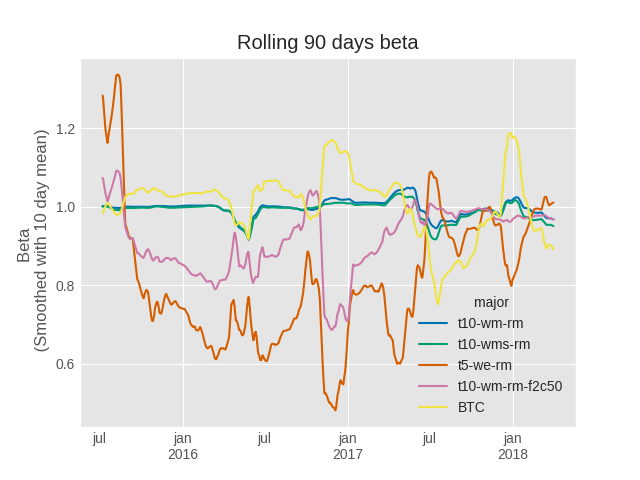 Rolling 90 days beta
Beta
(Smoothed with 10 day mean)
1.2
1.0
0.8
0.6
major
t10-wm-rm
t10-wms-rm
t5-we-rm
t10-wm-rm-f2c50
BTC
jul jan jul jan jul jan
2016 2017 2018